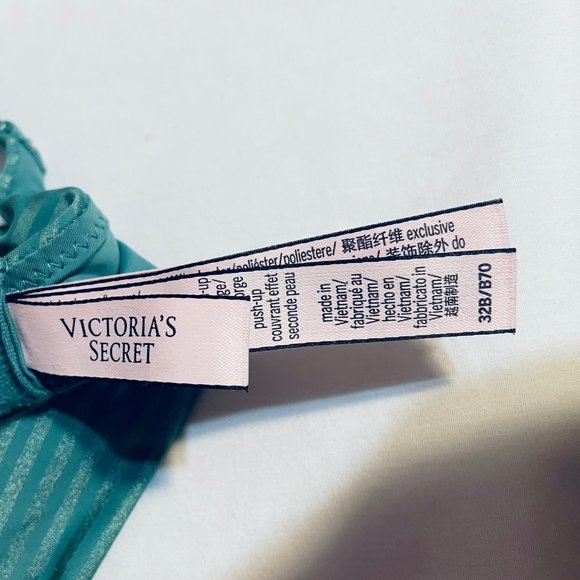 VICTORIA'S
SECRET
/poliéster/poliestere/ 聚酯纤维 exclusive
装饰除外 do
push-up
couvrant effet
seconde peau
made in
Vietnam/
fabriqué au
Vietnam/
hecho en
Vietnam/
fabbricato in
Vietnam/
越南制造
32B/B70